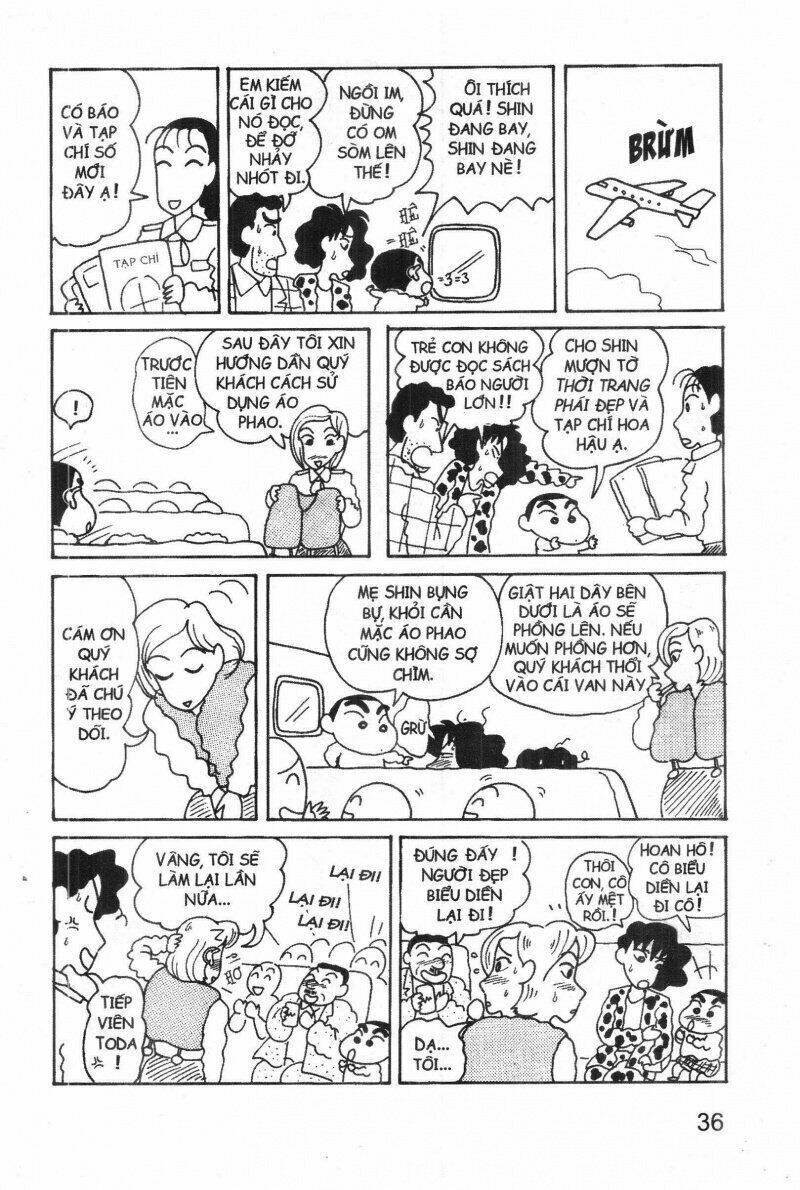 BRỪM
ÔI THÍCH
QUÁ! SHIN
ĐANG BAY,
SHIN ĐANG
BAY NÈ!
HÊ
HÊ
=3=3
NGỒI IM,
ĐỪNG
CÓ OM
SÒM LÊN
THẾ!
EM KIẾM
CÁI GÌ CHO
NÓ ĐỌC,
ĐỂ ĐỠ
NHẢY
NHÓT ĐI.
CÓ BÁO
VÀ TẠP
CHÍ SỐ
MỚI
ĐÂY Ạ!
TẠP CHÍ
CHO SHIN
MƯỢN TỜ
THỜI TRANG
PHÁI ĐẸP VÀ
TẠP CHÍ HOA
HẬU Ạ.
TRẺ CON KHÔNG
ĐƯỢC ĐỌC SÁCH
BÁO NGƯỜI
LỚN!!
SAU ĐÂY TÔI XIN
HƯỚNG DẪN QUÝ
KHÁCH CÁCH SỬ
DỤNG ÁO
PHAO.
TRƯỚC
TIÊN
MẶC
ÁO VÀO
...
!
GIẬT HAI DÂY BÊN
DƯỚI LÀ ÁO SẼ
PHỒNG LÊN. NẾU
MUỐN PHỒNG HƠN,
QUÝ KHÁCH THỔI
VÀO CÁI VAN NÀY
MẸ SHIN BỤNG
BỰ, KHỎI CẦN
MẶC ÁO PHAO
CŨNG KHÔNG SỢ
CHÌM.
GRỪ
CÁM ƠN
QUÝ
KHÁCH
ĐÃ CHÚ
Ý THEO
DÕI.
HOAN HÔ!
CÔ BIỂU
DIỄN LẠI
ĐI CÔ!
THÔI
CON, CÔ
ẤY MỆT
RỒI.!
ĐÚNG ĐẤY !
NGƯỜI ĐẸP
BIỂU DIỄN
LẠI ĐI!
DẠ...
TÔI...
LẠI ĐI!
LẠI ĐI!
LẠI ĐI!
VÂNG, TÔI SẼ
LÀM LẠI LẦN
NỮA...
HƠ
TIẾP
VIÊN
TODA
!
36